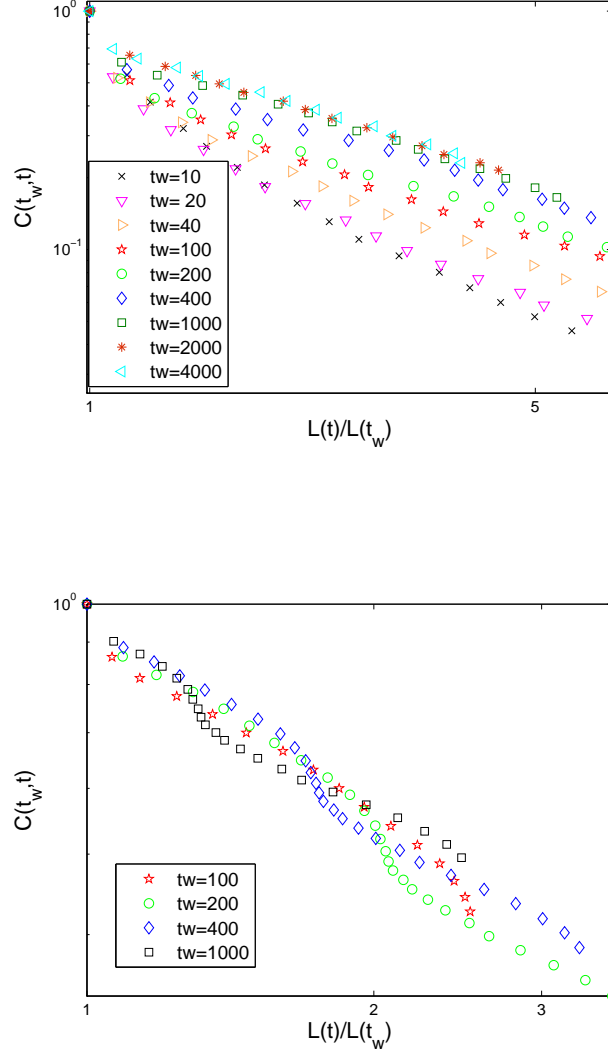 10^0
10^-1
C(t_w,t)
tw=10
tw= 20
tw=40
tw=100
tw=200
tw=400
tw=1000
tw=2000
tw=4000
1 5
L(t)/L(t_w)
10^0
C(t_w,t)
tw=100
tw=200
tw=400
tw=1000
1 2 3
L(t)/L(t_w)